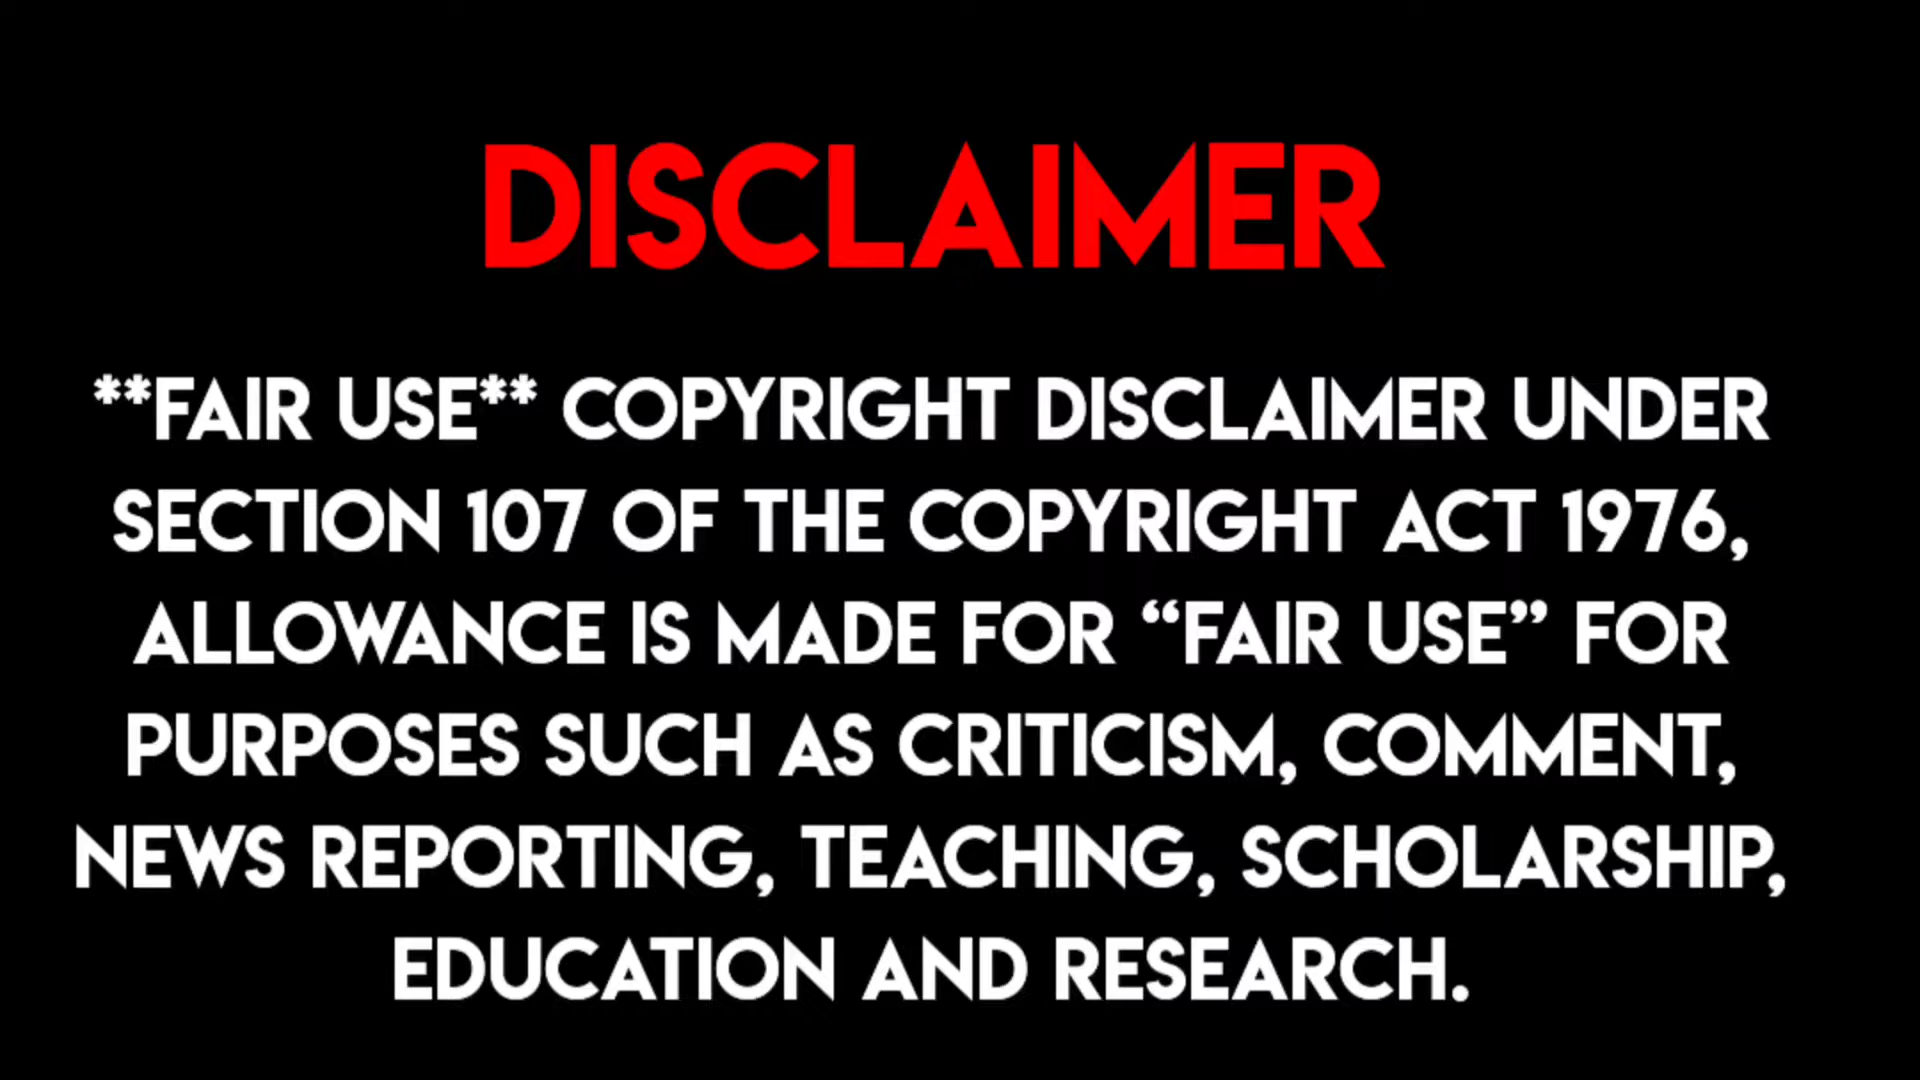 DISCLAIMER
**FAIR USE** COPYRIGHT DISCLAIMER UNDER
SECTION 107 OF THE COPYRIGHT ACT 1976,
ALLOWANCE IS MADE FOR “FAIR USE” FOR
PURPOSES SUCH AS CRITICISM, COMMENT,
NEWS REPORTING, TEACHING, SCHOLARSHIP,
EDUCATION AND RESEARCH.